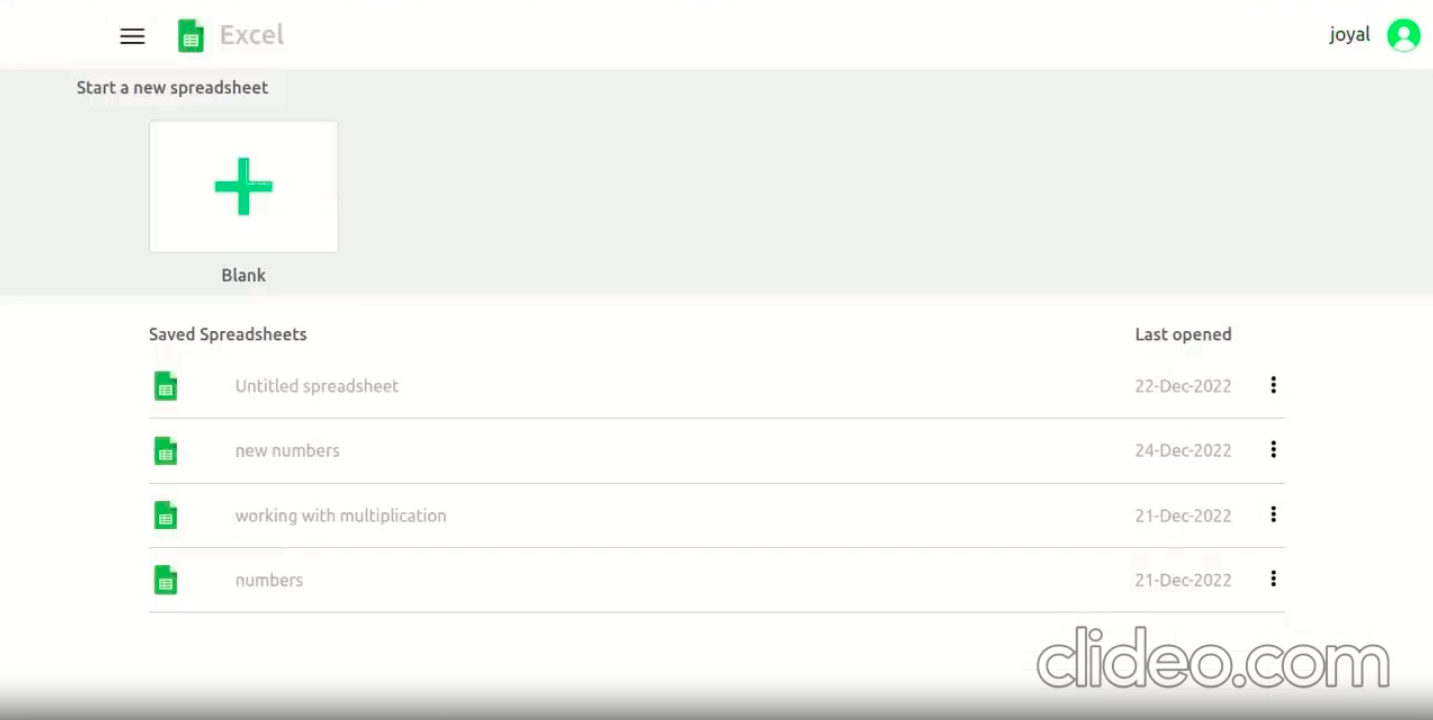 Excel
joyal
Start a new spreadsheet
Blank
Saved Spreadsheets Last opened
Untitled spreadsheet 22-Dec-2022
new numbers 24-Dec-2022
working with multiplication 21-Dec-2022
numbers 21-Dec-2022
clideo.com